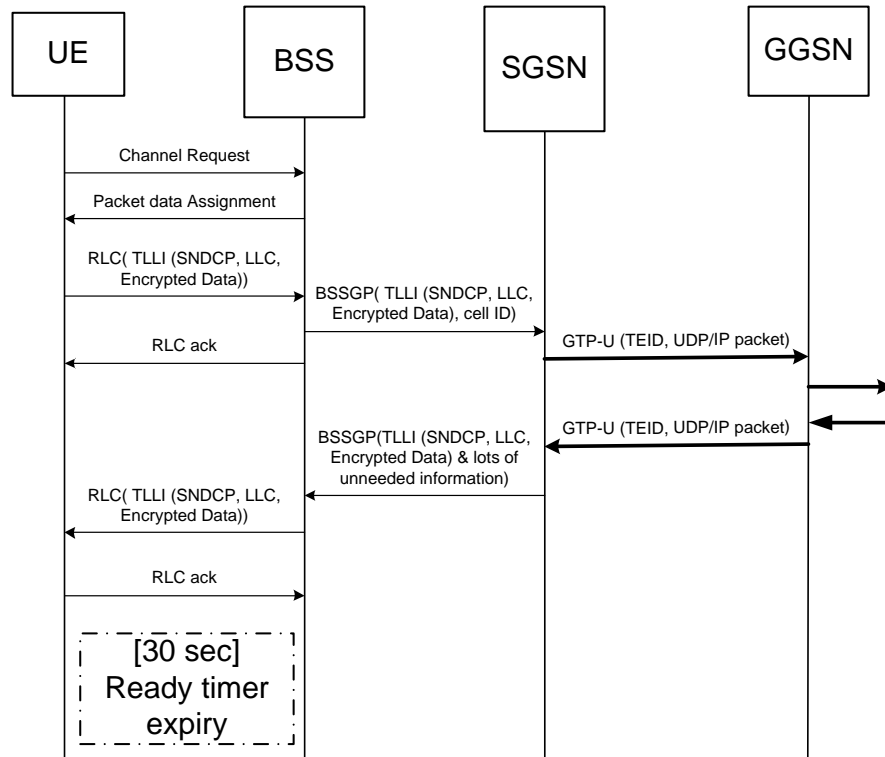 UE
BSS
SGSN
GGSN
Channel Request
Packet data Assignment
RLC( TLLI (SNDCP, LLC,
Encrypted Data))
BSSGP( TLLI (SNDCP, LLC,
Encrypted Data), cell ID)
GTP-U (TEID, UDP/IP packet)
RLC ack
GTP-U (TEID, UDP/IP packet)
BSSGP(TLLI (SNDCP, LLC,
Encrypted Data) & lots of
unneeded information)
RLC( TLLI (SNDCP, LLC,
Encrypted Data))
RLC ack
[30 sec]
Ready timer
expiry